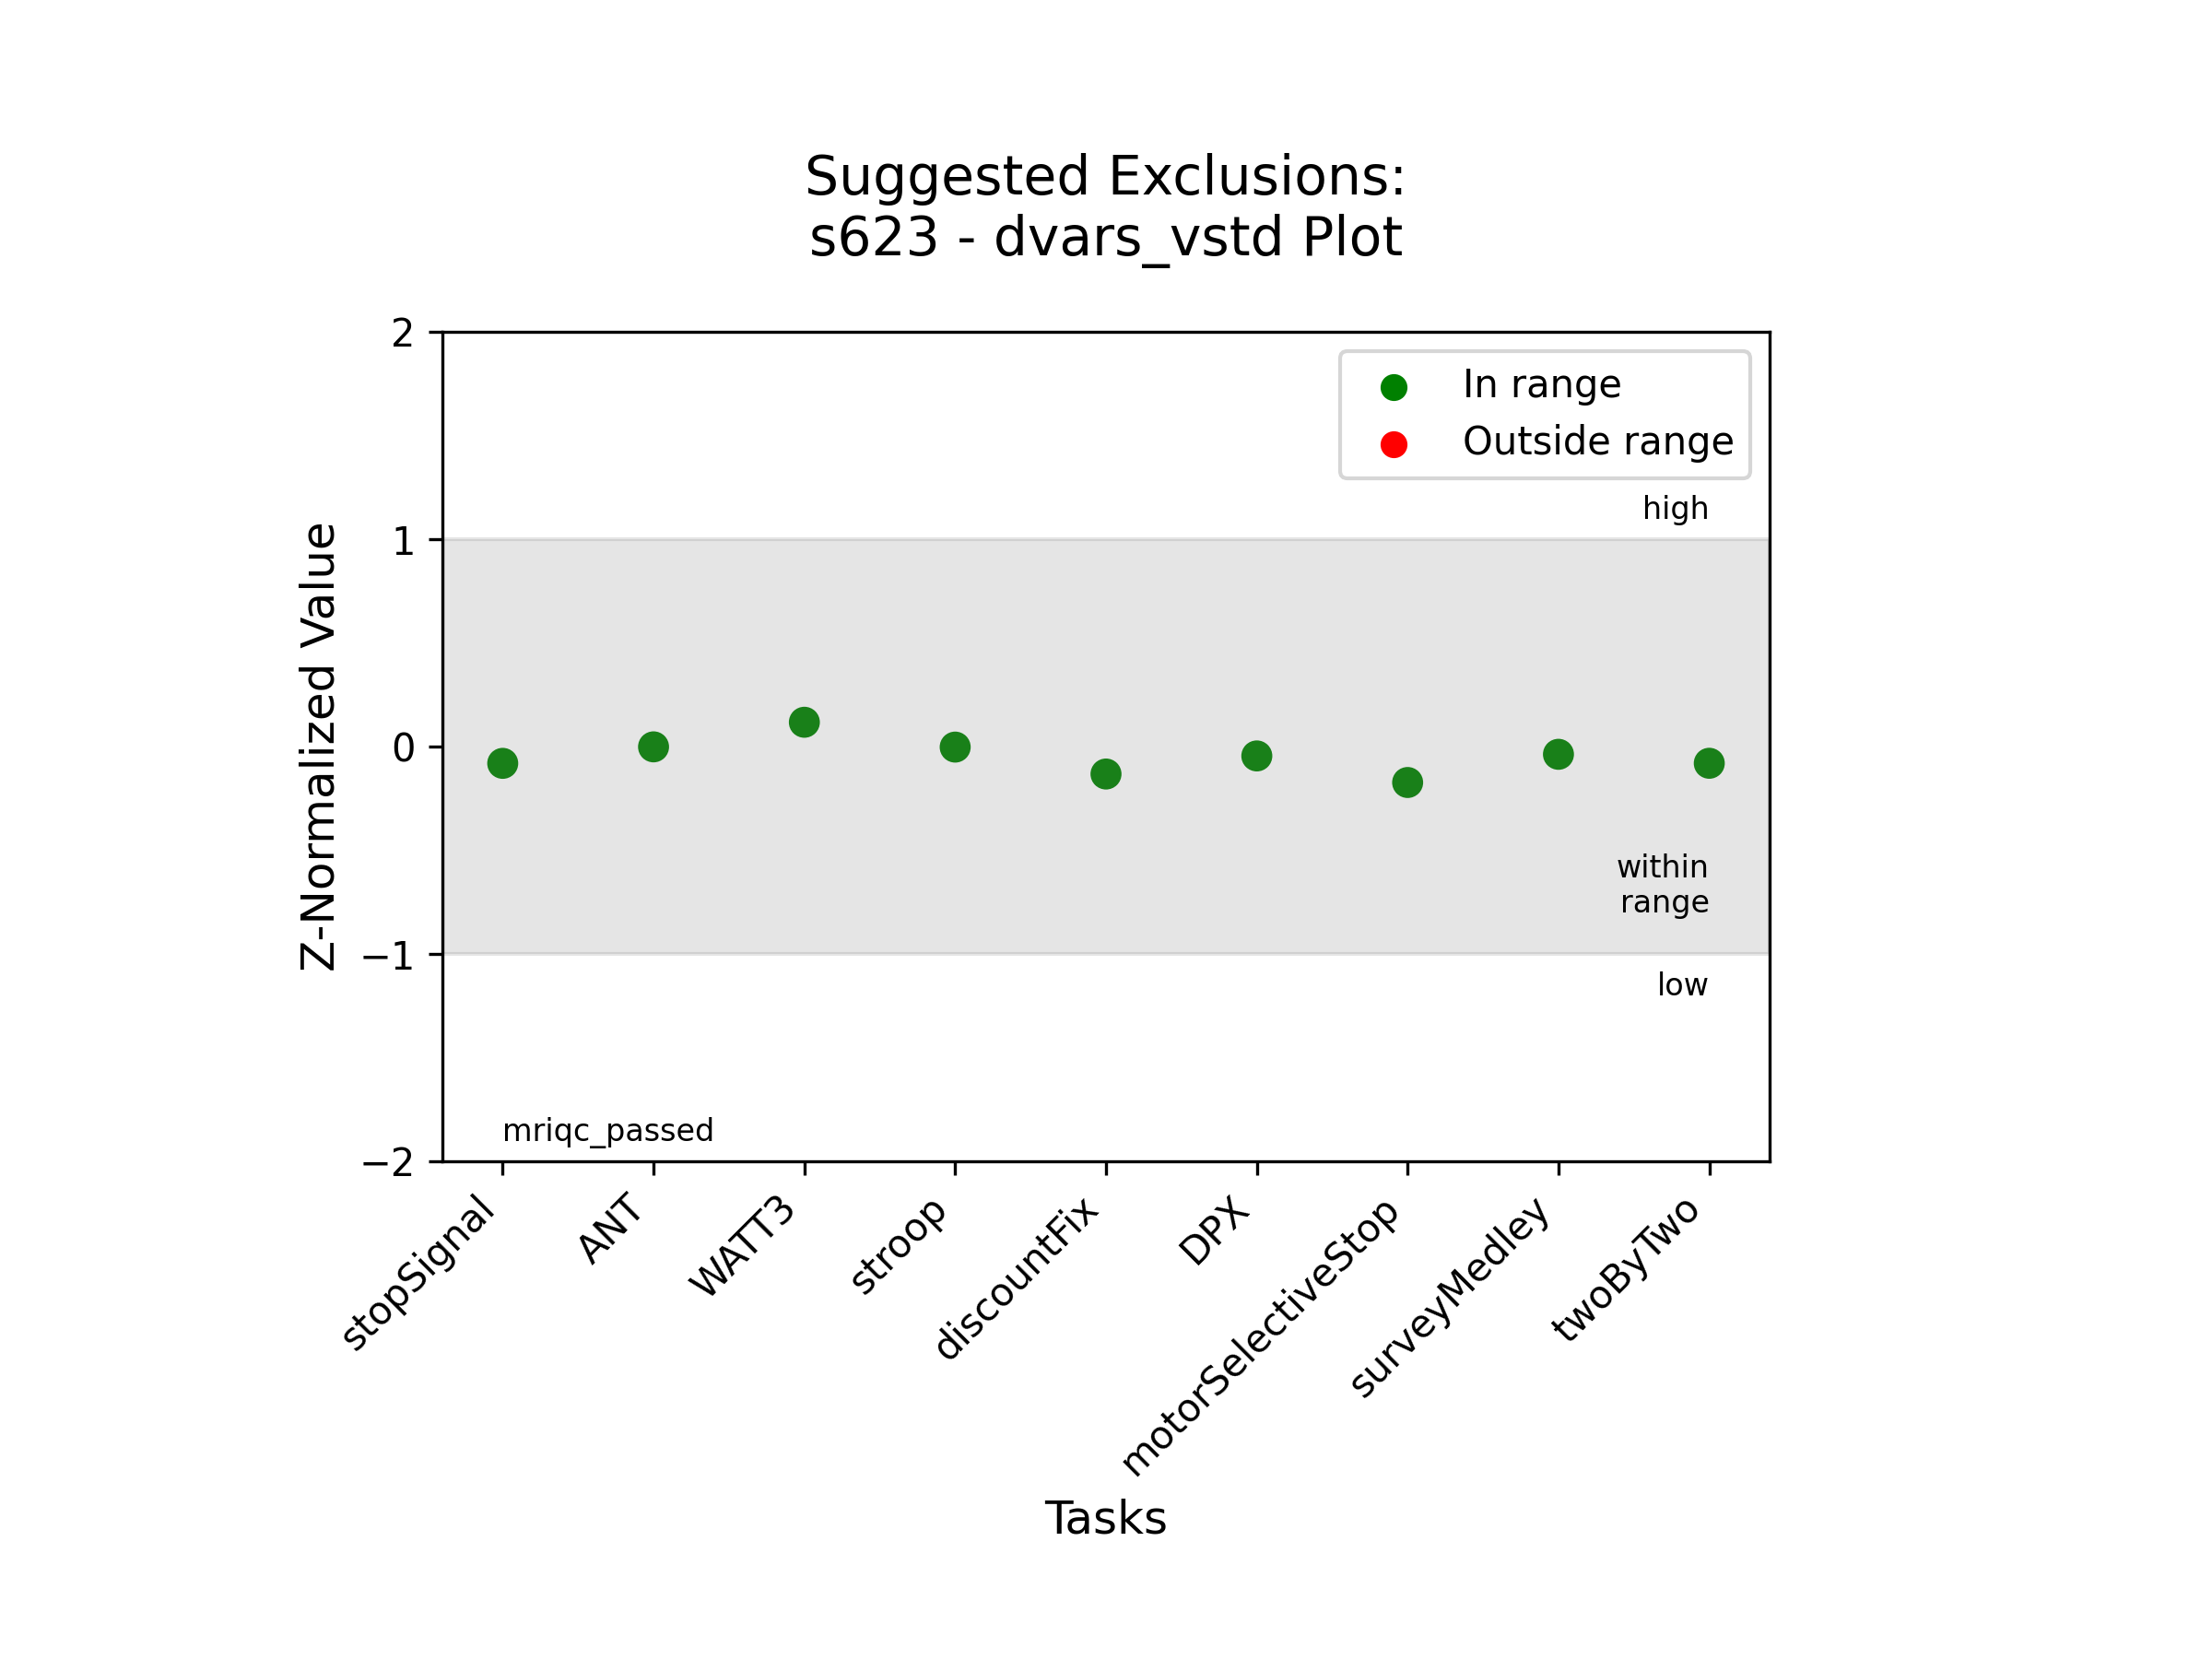 Suggested Exclusions:
s623 - dvars_vstd Plot
2
1
0
−1
−2
Z-Normalized Value
In range
Outside range
high
within
range
low
mriqc_passed
stopSignal
ANT
WATT3
stroop
discountFix
DPX
motorSelectiveStop
surveyMedley
twoByTwo
Tasks